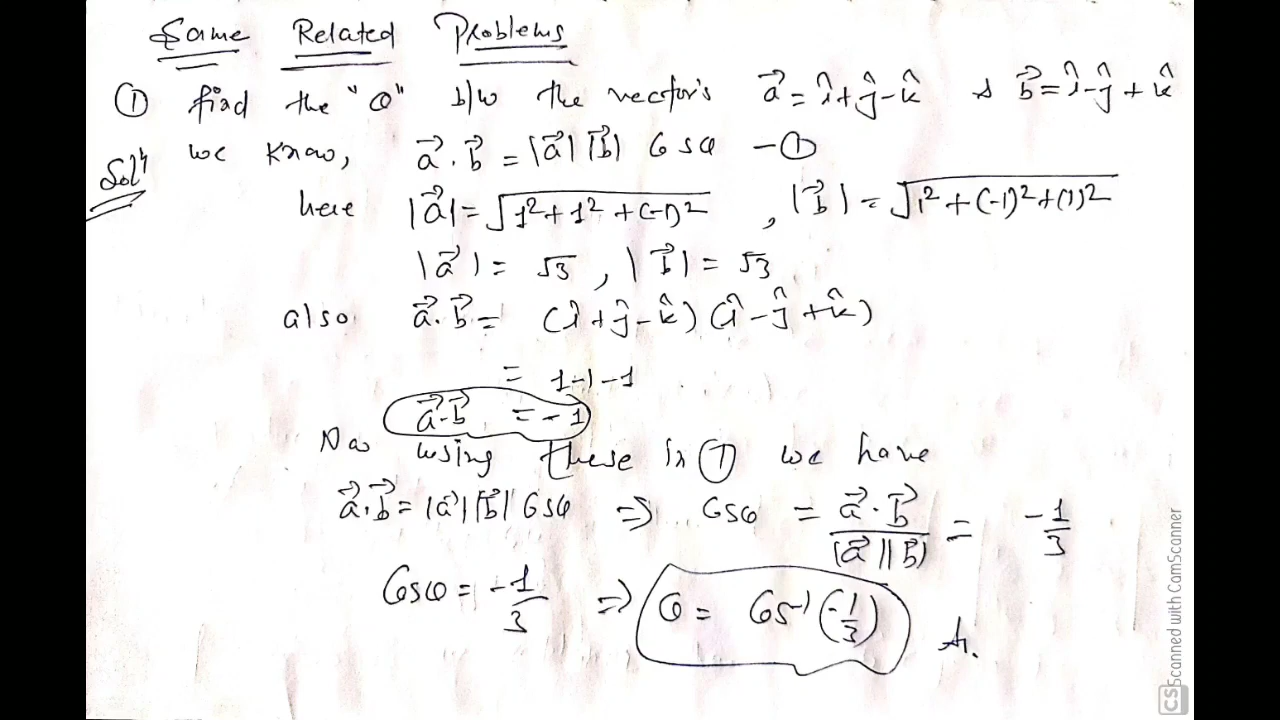 Some Related Problems
① find the "θ" b/w the vector's a⃗ = î+ĵ-k̂ & b⃗ = î-ĵ+k̂
Solⁿ we know, a⃗.b⃗ = |a⃗| |b⃗| Cosθ -①
here |a⃗| = √1²+1²+(-1)² , |b⃗| = √1²+(-1)²+(1)²
|a⃗| = √3 , |b⃗| = √3
also a⃗.b⃗ = (î+ĵ-k̂) (î-ĵ+k̂)
= 1-1-1
a⃗.b⃗ = -1
Now using these in ① we have
a⃗.b⃗ = |a⃗| |b⃗| Cosθ ⇒ Cosθ = a⃗.b⃗/|a⃗||b⃗| = -1/3
Cosθ = -1/3 ⇒ θ = Cos⁻¹(-1/3) A.
CS Scanned with CamScanner